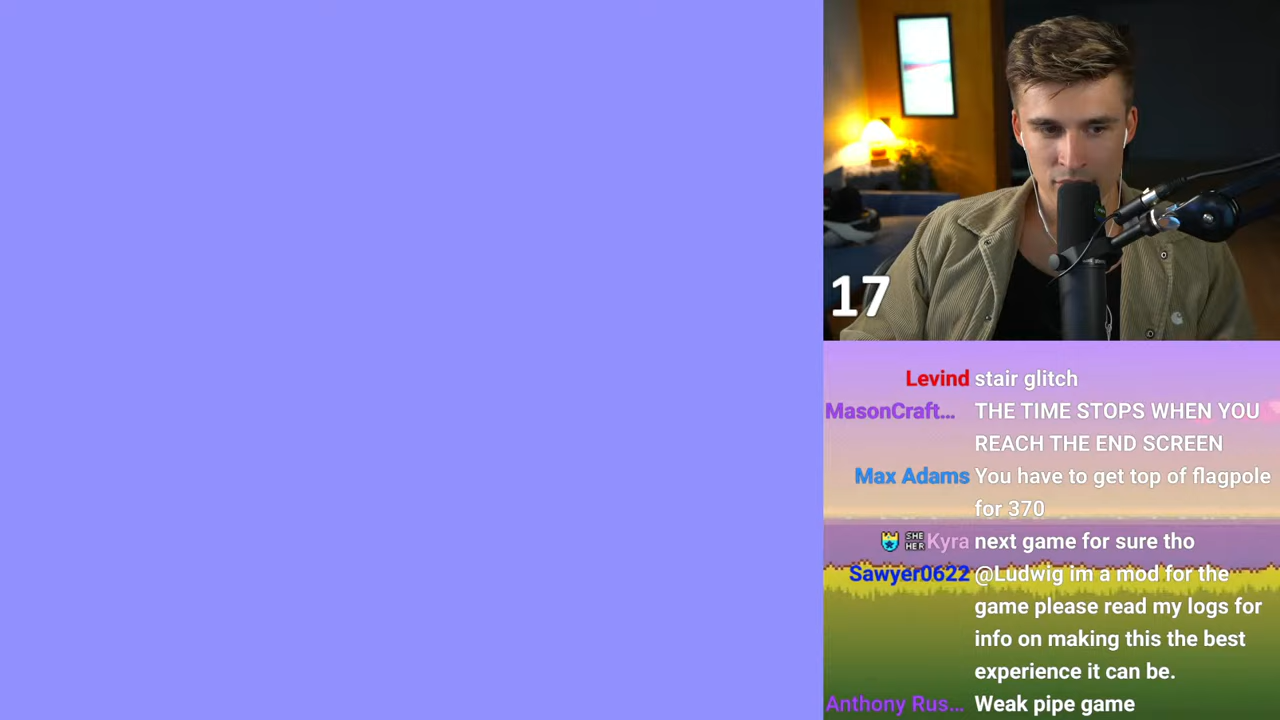 17
Levind stair glitch
MasonCraft… THE TIME STOPS WHEN YOU
REACH THE END SCREEN
Max Adams You have to get top of flagpole
for 370
SHE
HER
Kyra next game for sure tho
Sawyer0622 @Ludwig im a mod for the
game please read my logs for
info on making this the best
experience it can be.
Anthony Rus… Weak pipe game